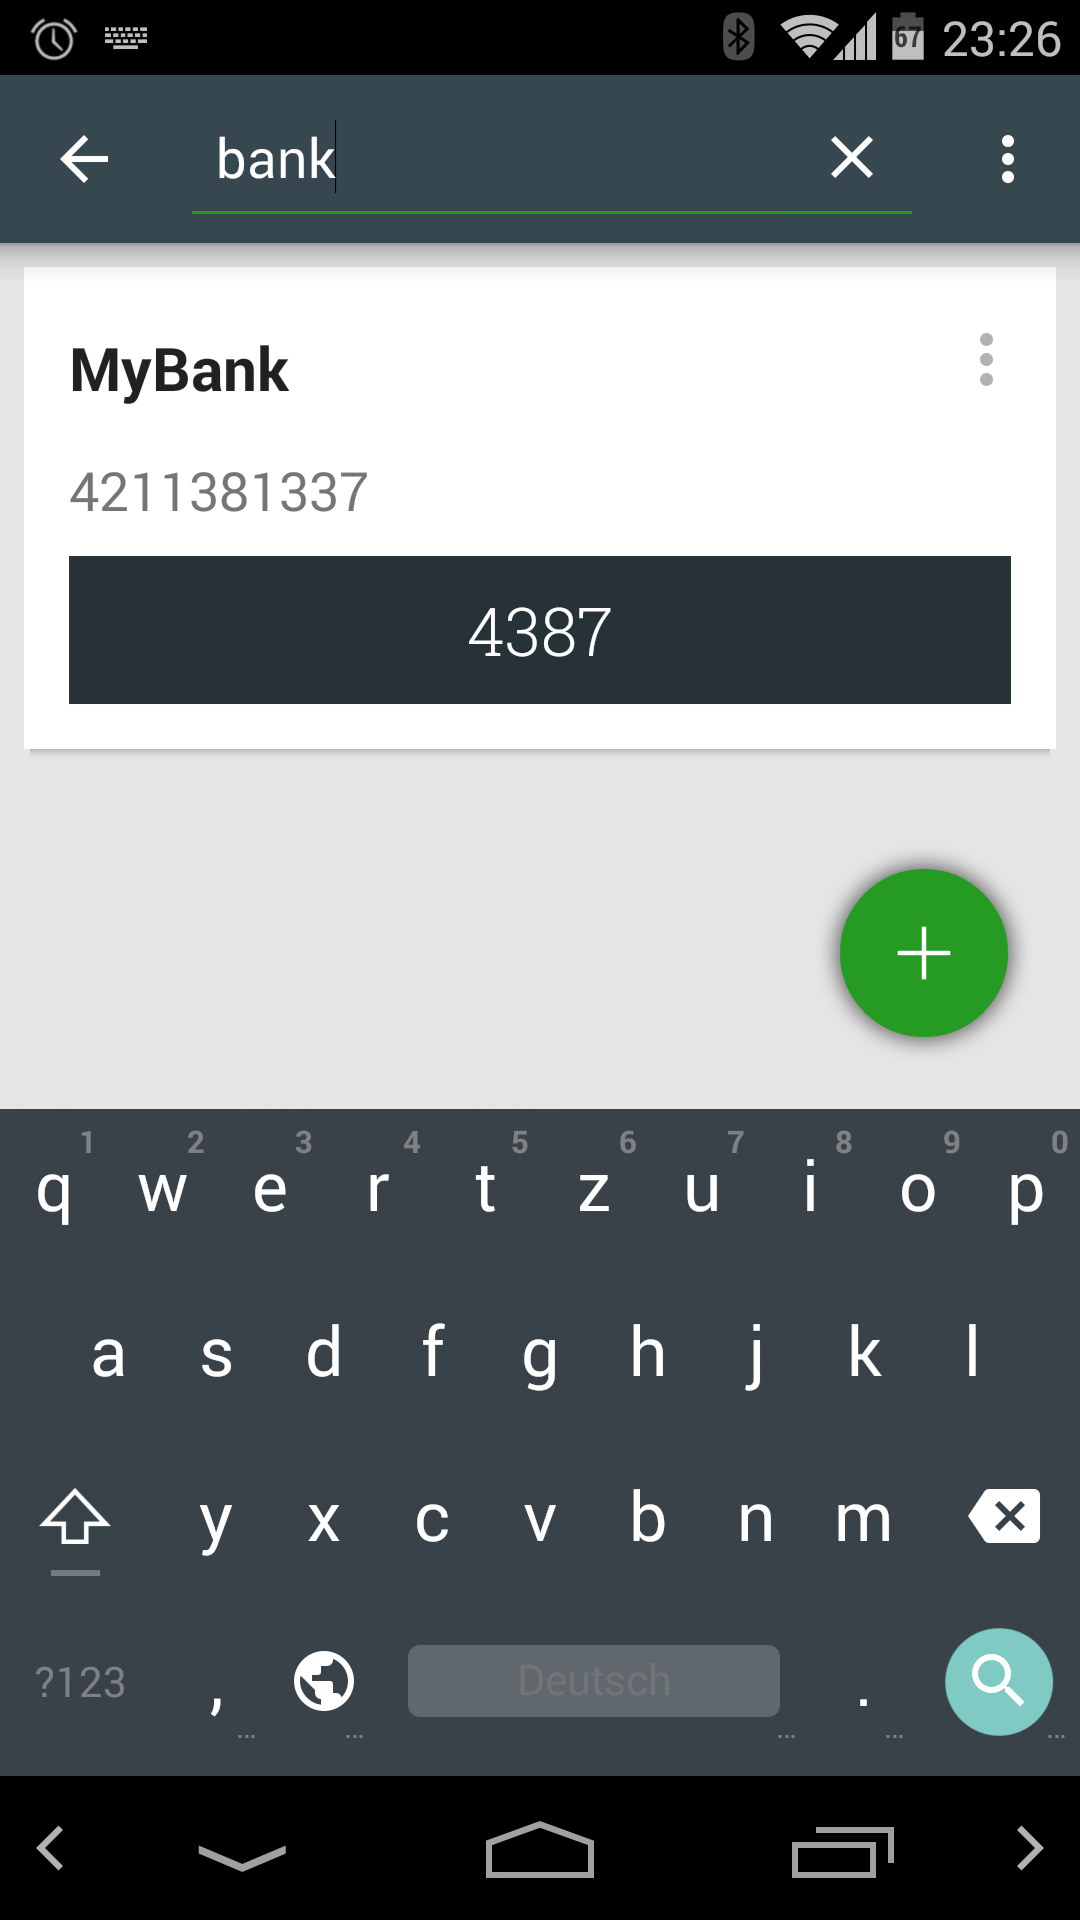 67 23:26
bank
MyBank
4211381337
4387
1 2 3 4 5 6 7 8 9 0
q w e r t z u i o p
a s d f g h j k l
y x c v b n m
?123 , Deutsch .